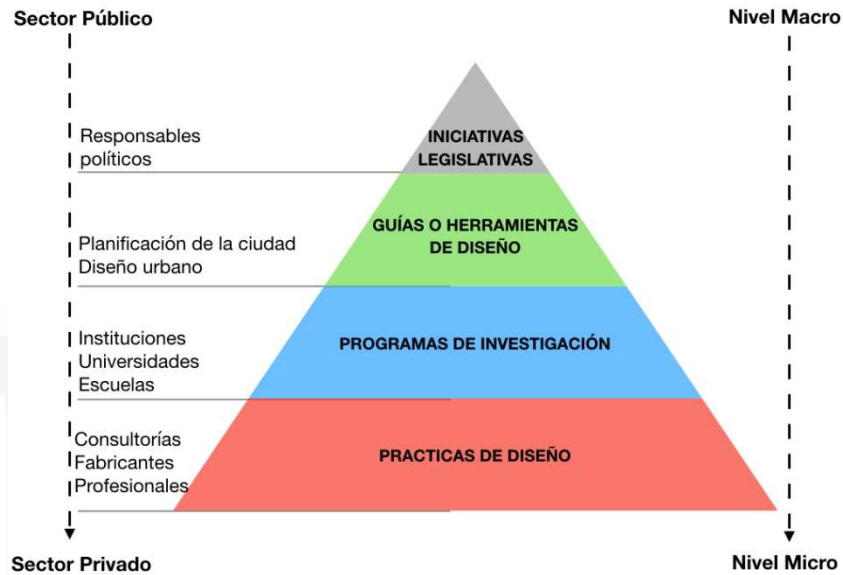 Sector Público
Nivel Macro
Responsables
políticos
INICIATIVAS
LEGISLATIVAS
Planificación de la ciudad
Diseño urbano
GUÍAS O HERRAMIENTAS
DE DISEÑO
Instituciones
Universidades
Escuelas
PROGRAMAS DE INVESTIGACIÓN
Consultorías
Fabricantes
Profesionales
PRACTICAS DE DISEÑO
Sector Privado
Nivel Micro